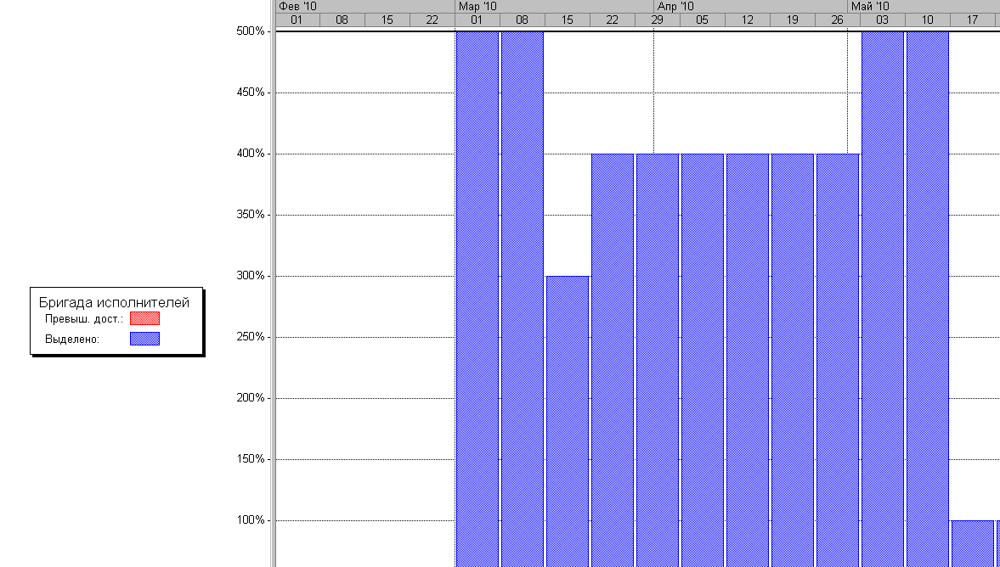 Фев '10 Мар '10 Апр '10 Май '10
01 08 15 22 01 08 15 22 29 05 12 19 26 03 10 17
500%
450%
400%
350%
300%
250%
200%
150%
100%
Бригада исполнителей
Превыш. дост.:
Выделено: